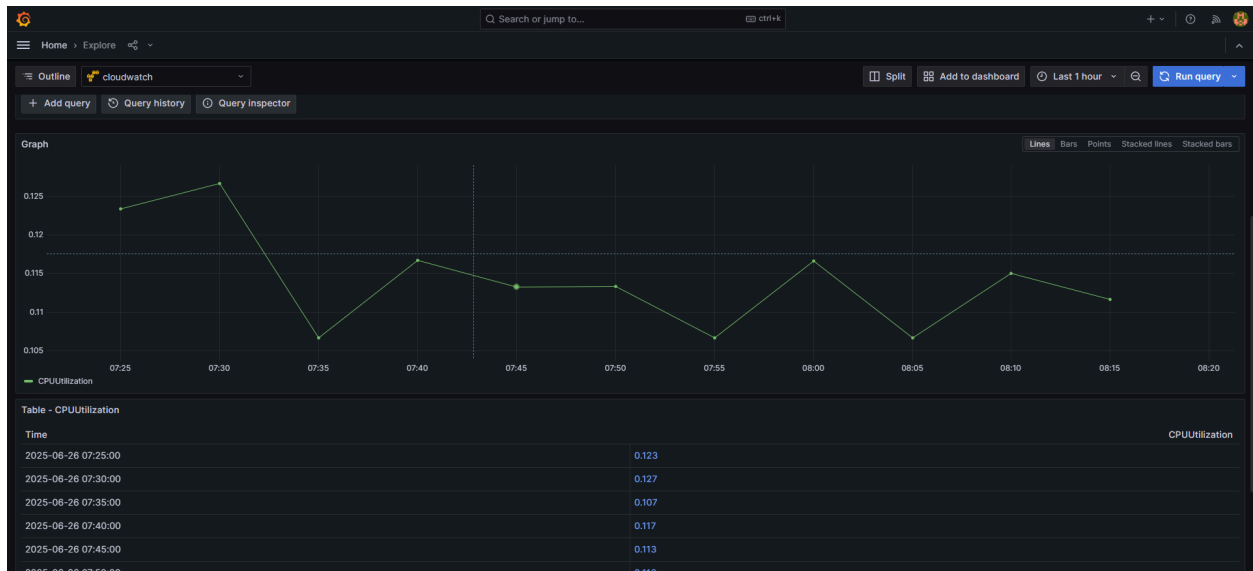 Search or jump to... ctrl+k
Home › Explore
Outline cloudwatch Split Add to dashboard Last 1 hour Run query
+ Add query Query history Query inspector
Graph Lines Bars Points Stacked lines Stacked bars
0.125
0.12
0.115
0.11
0.105
07:25 07:30 07:35 07:40 07:45 07:50 07:55 08:00 08:05 08:10 08:15 08:20
CPUUtilization
Table - CPUUtilization
Time CPUUtilization
2025-06-26 07:25:00 0.123
2025-06-26 07:30:00 0.127
2025-06-26 07:35:00 0.107
2025-06-26 07:40:00 0.117
2025-06-26 07:45:00 0.113